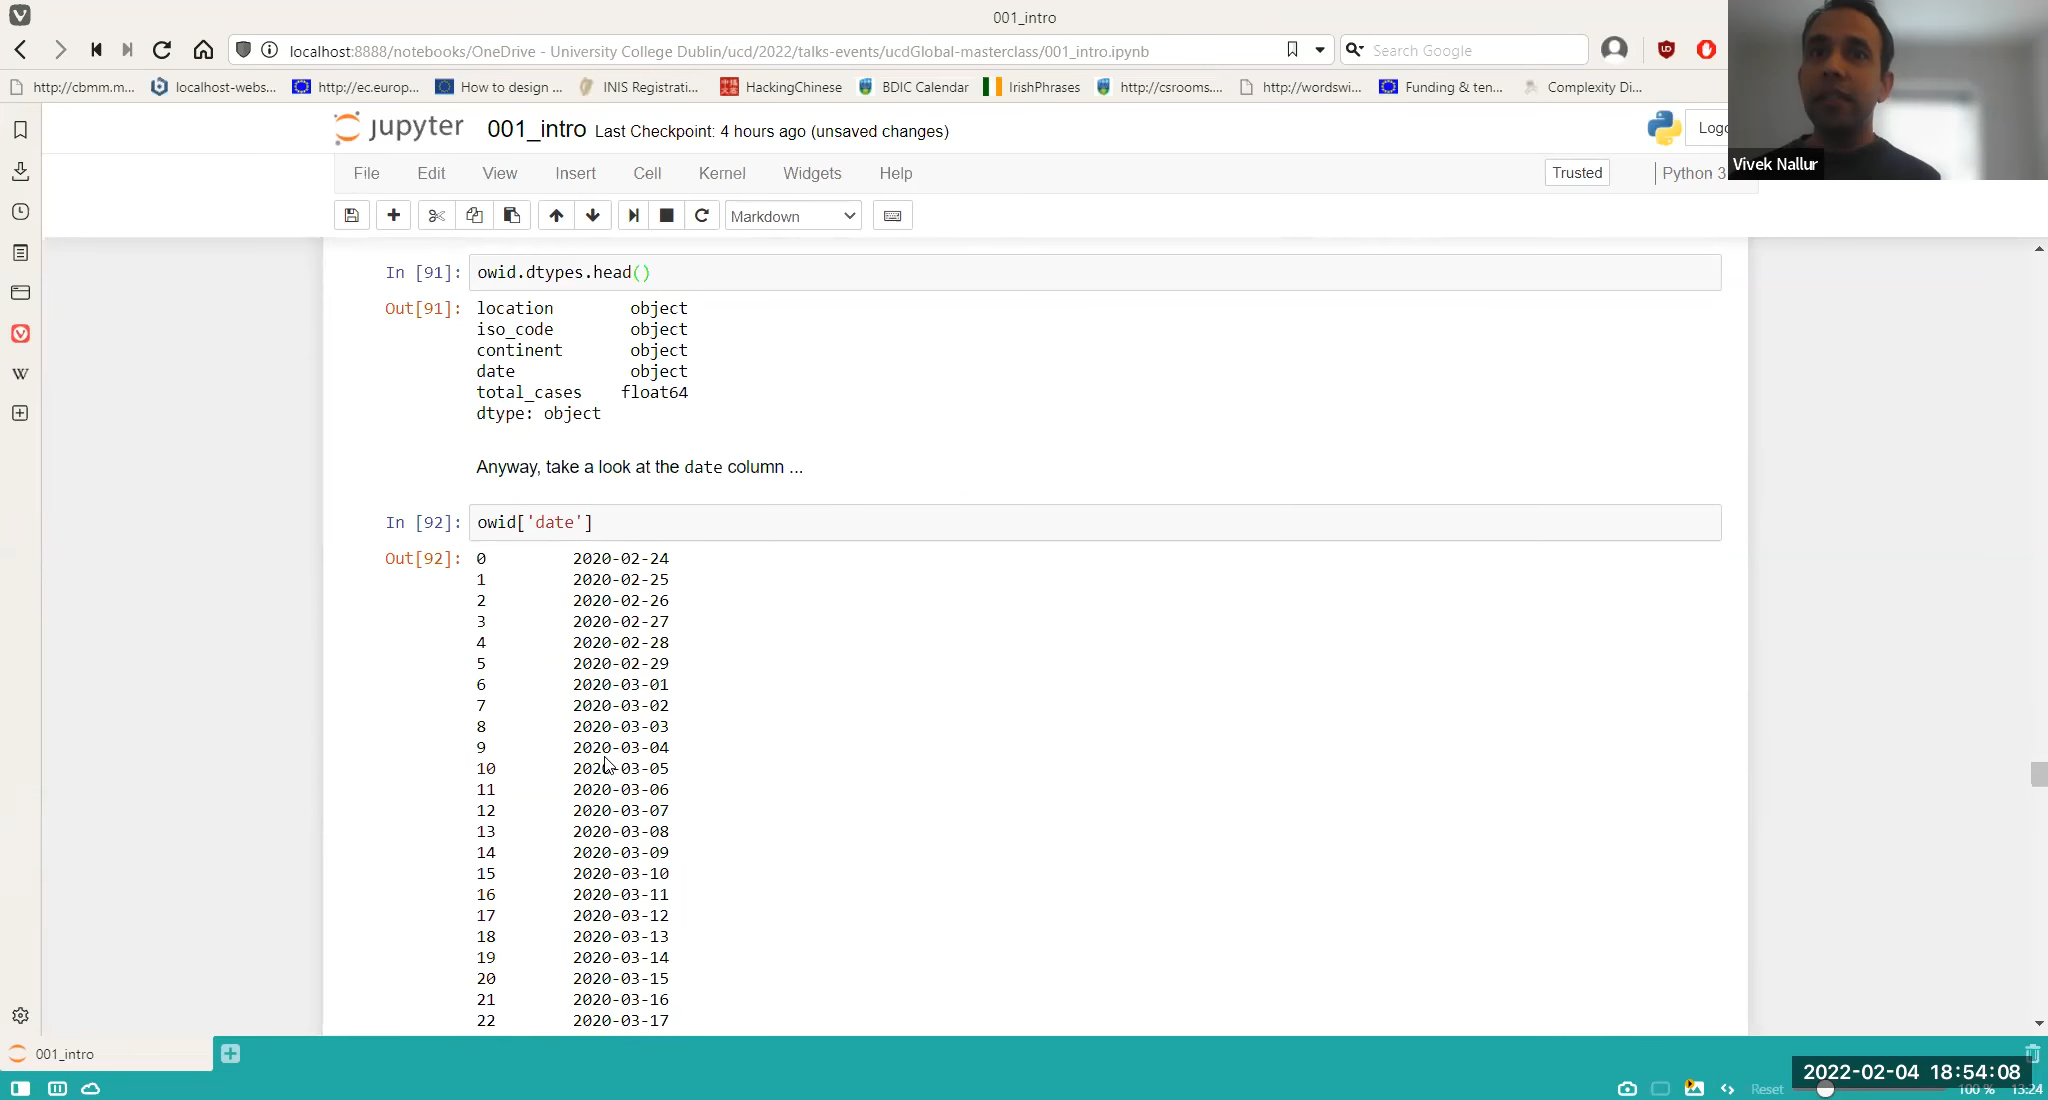 001_intro
localhost:8888/notebooks/OneDrive - University College Dublin/ucd/2022/talks-events/ucdGlobal-masterclass/001_intro.ipynb
Search Google
http://cbmm.m... localhost-webs... http://ec.europ... How to design ... INIS Registrati... HackingChinese BDIC Calendar IrishPhrases http://csrooms.... http://wordswi... Funding & ten... Complexity Di...
jupyter 001_intro Last Checkpoint: 4 hours ago (unsaved changes)
Logo
Vivek Nallur
File Edit View Insert Cell Kernel Widgets Help Trusted Python 3
Markdown
In [91]: owid.dtypes.head()
Out[91]: location object
iso_code object
continent object
date object
total_cases float64
dtype: object
Anyway, take a look at the date column ...
In [92]: owid['date']
Out[92]: 0 2020-02-24
1 2020-02-25
2 2020-02-26
3 2020-02-27
4 2020-02-28
5 2020-02-29
6 2020-03-01
7 2020-03-02
8 2020-03-03
9 2020-03-04
10 2020-03-05
11 2020-03-06
12 2020-03-07
13 2020-03-08
14 2020-03-09
15 2020-03-10
16 2020-03-11
17 2020-03-12
18 2020-03-13
19 2020-03-14
20 2020-03-15
21 2020-03-16
22 2020-03-17
001_intro
2022-02-04 18:54:08
Reset 100 % 13:24